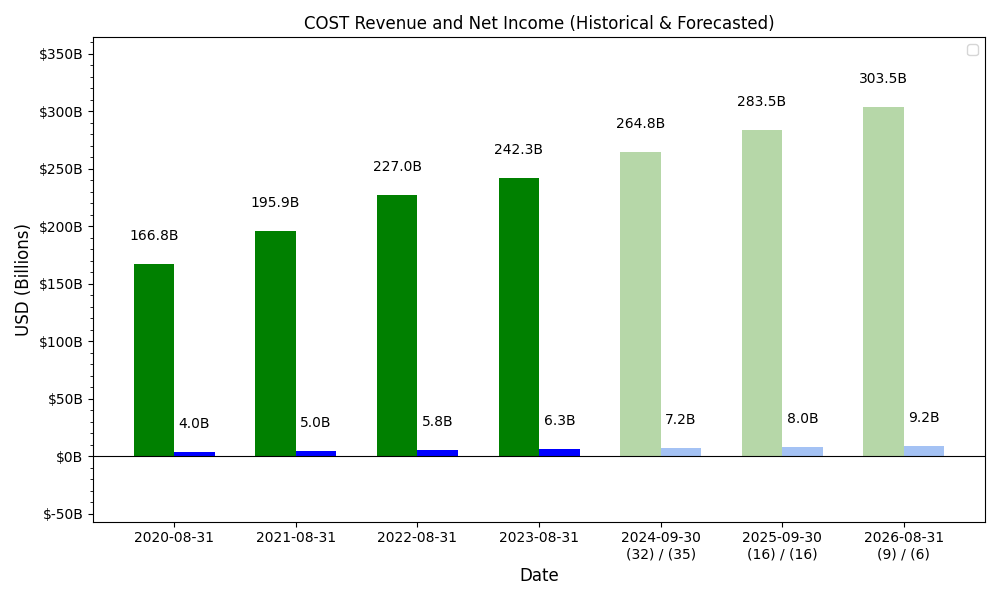 COST Revenue and Net Income (Historical & Forecasted)
USD (Billions)
$350B
$300B
$250B
$200B
$150B
$100B
$50B
$0B
$-50B
166.8B
4.0B
195.9B
5.0B
227.0B
5.8B
242.3B
6.3B
264.8B
7.2B
283.5B
8.0B
303.5B
9.2B
2020-08-31
2021-08-31
2022-08-31
2023-08-31
2024-09-30
(32) / (35)
2025-09-30
(16) / (16)
2026-08-31
(9) / (6)
Date